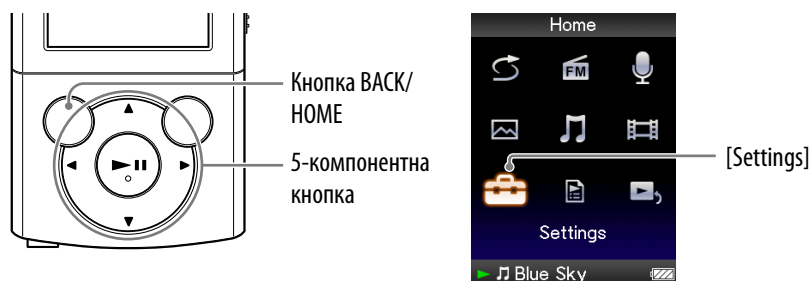 Кнопка BACK/
HOME
5-компонентна
кнопка
Home
FM
[Settings]
Settings
Blue Sky